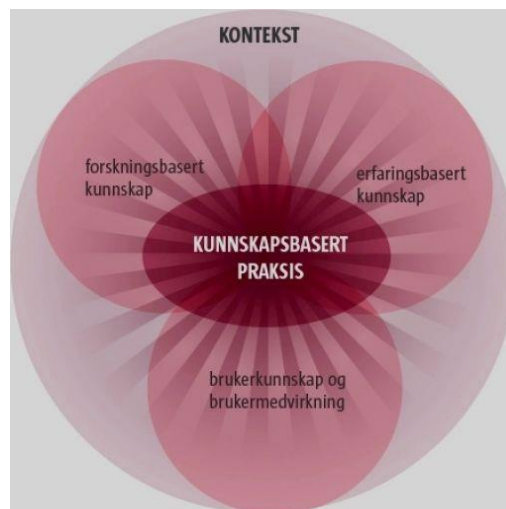 KONTEKST
forskningsbasert
kunnskap
erfaringsbasert
kunnskap
KUNNSKAPSBASERT
PRAKSIS
brukerkunnskap og
brukermedvirkning